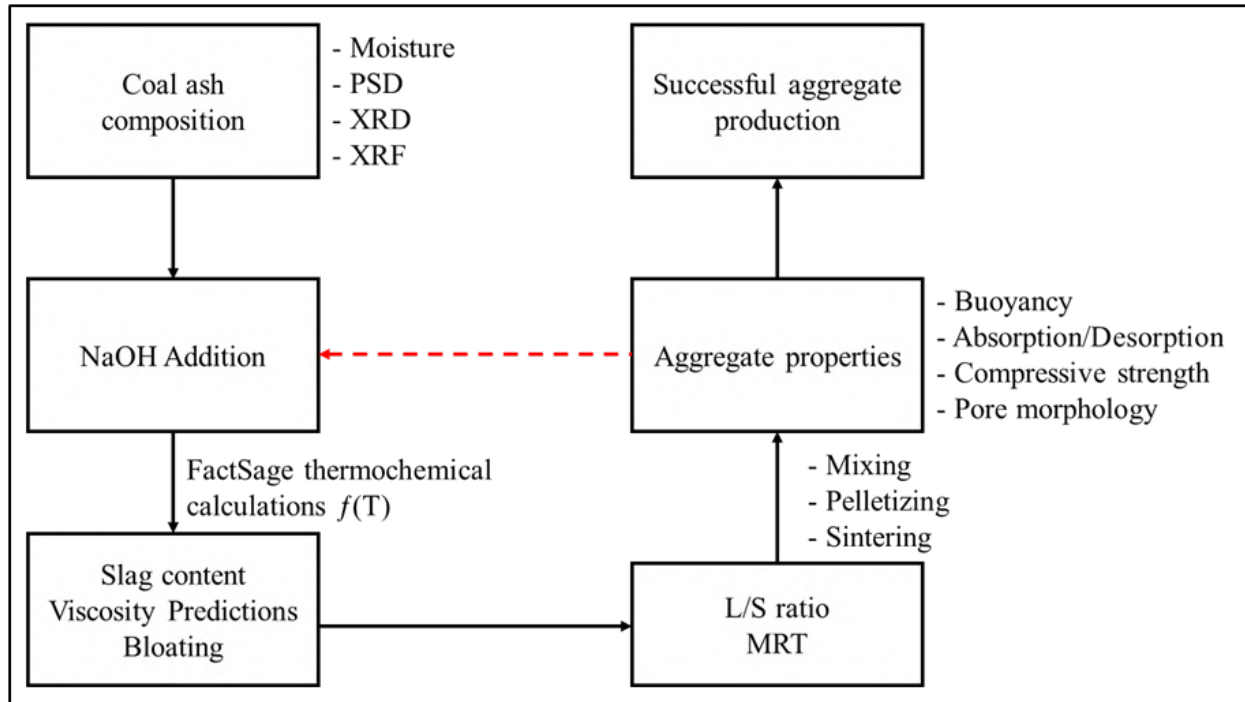 Coal ash
composition
- Moisture
- PSD
- XRD
- XRF
NaOH Addition
FactSage thermochemical
calculations ƒ(T)
Slag content
Viscosity Predictions
Bloating
L/S ratio
MRT
- Mixing
- Pelletizing
- Sintering
Aggregate properties
- Buoyancy
- Absorption/Desorption
- Compressive strength
- Pore morphology
Successful aggregate
production